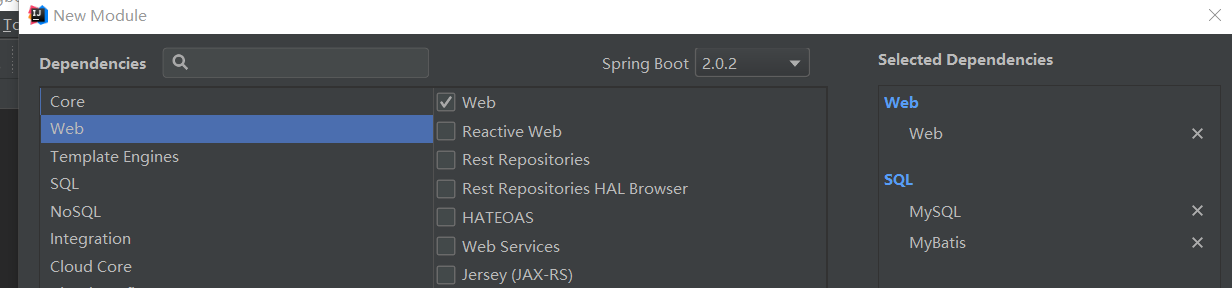 New Module
Dependencies
Spring Boot 2.0.2
Selected Dependencies
Core
Web
Template Engines
SQL
NoSQL
Integration
Cloud Core
Web
Reactive Web
Rest Repositories
Rest Repositories HAL Browser
HATEOAS
Web Services
Jersey (JAX-RS)
Web
Web
SQL
MySQL
MyBatis